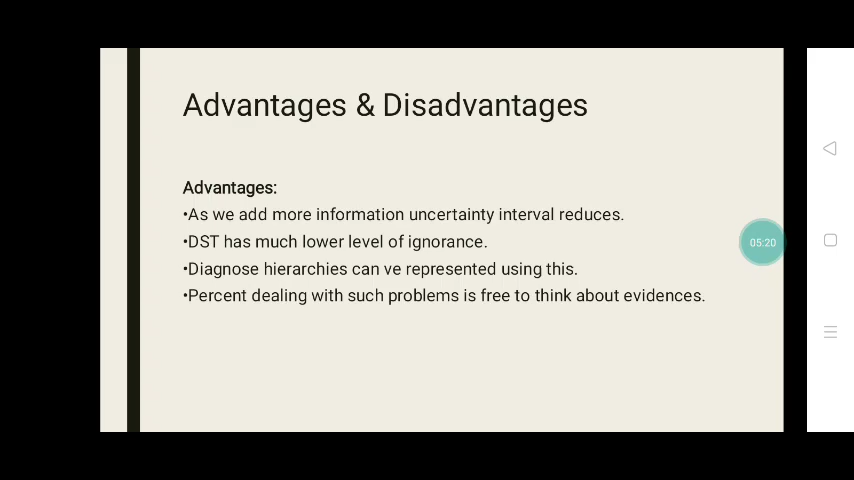 Advantages & Disadvantages
Advantages:
•As we add more information uncertainty interval reduces.
•DST has much lower level of ignorance.
•Diagnose hierarchies can ve represented using this.
•Percent dealing with such problems is free to think about evidences.
05:20